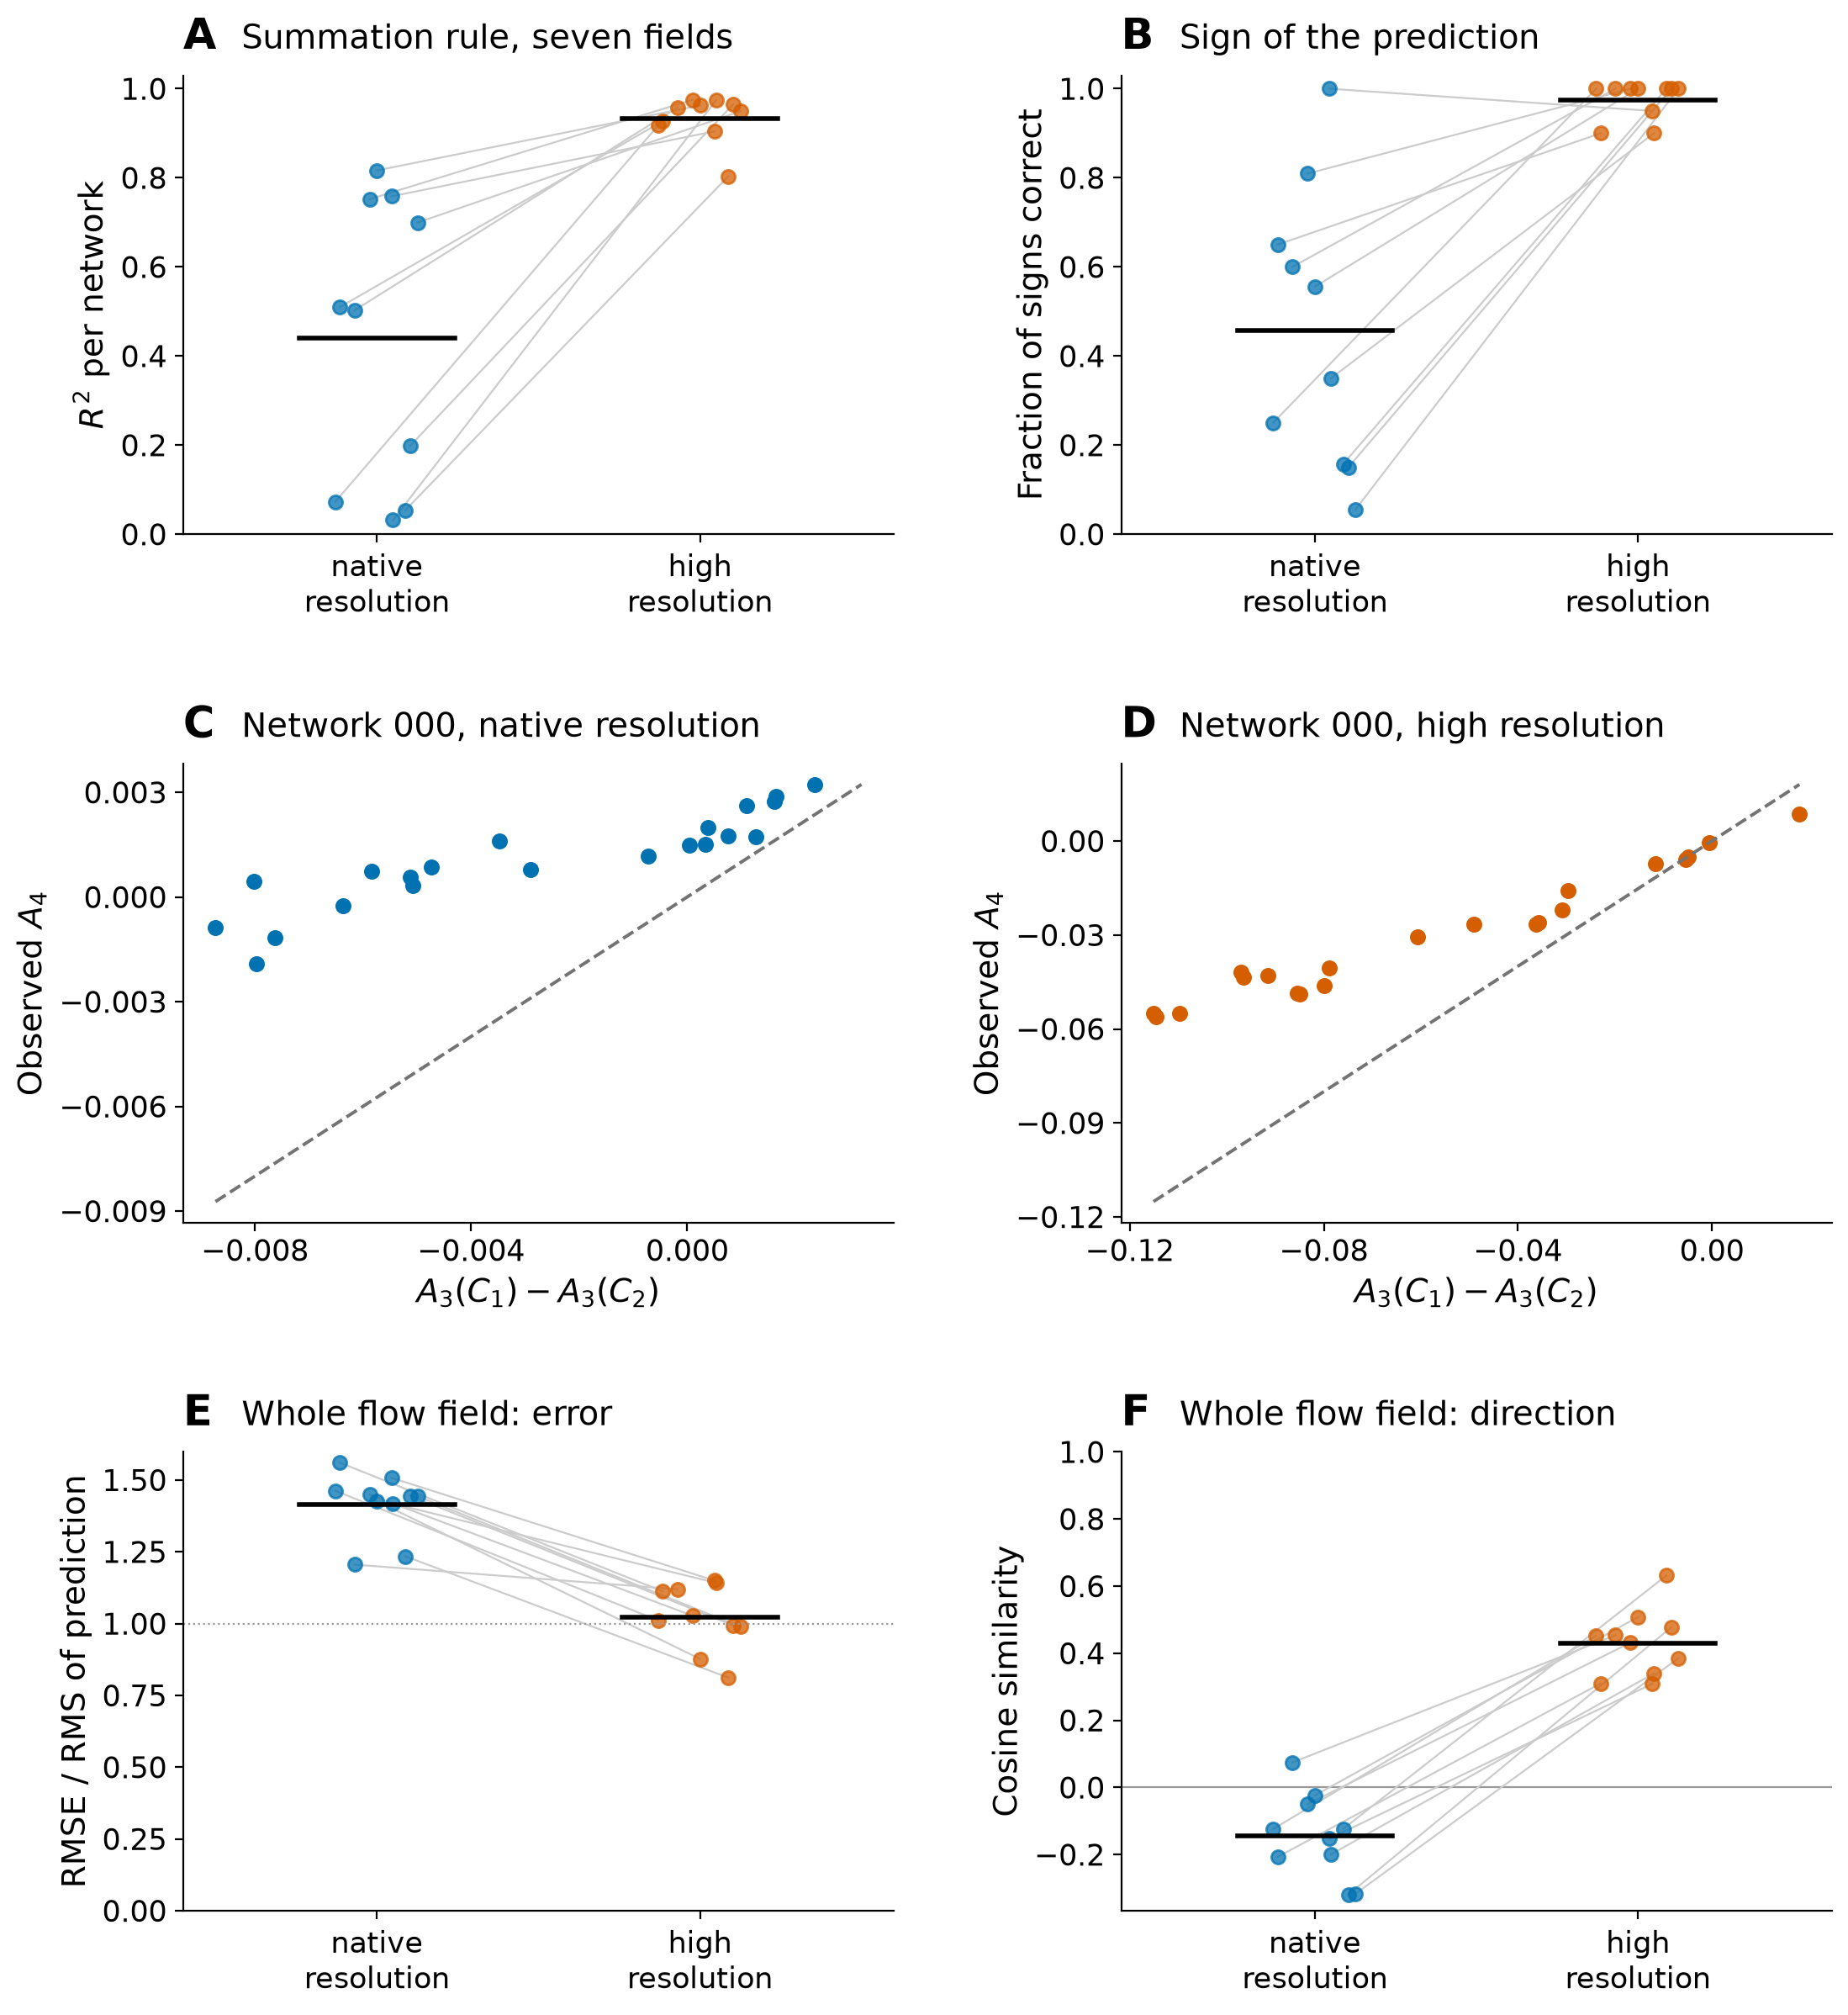 A Summation rule, seven fields
R² per network
1.0
0.8
0.6
0.4
0.2
0.0
native
resolution
high
resolution
B Sign of the prediction
Fraction of signs correct
1.0
0.8
0.6
0.4
0.2
0.0
native
resolution
high
resolution
C Network 000, native resolution
Observed A₄
0.003
0.000
−0.003
−0.006
−0.009
−0.008
−0.004
0.000
A₃(C₁) − A₃(C₂)
D Network 000, high resolution
Observed A₄
0.00
−0.03
−0.06
−0.09
−0.12
−0.12
−0.08
−0.04
0.00
A₃(C₁) − A₃(C₂)
E Whole flow field: error
RMSE / RMS of prediction
1.50
1.25
1.00
0.75
0.50
0.25
0.00
native
resolution
high
resolution
F Whole flow field: direction
Cosine similarity
1.0
0.8
0.6
0.4
0.2
0.0
−0.2
native
resolution
high
resolution